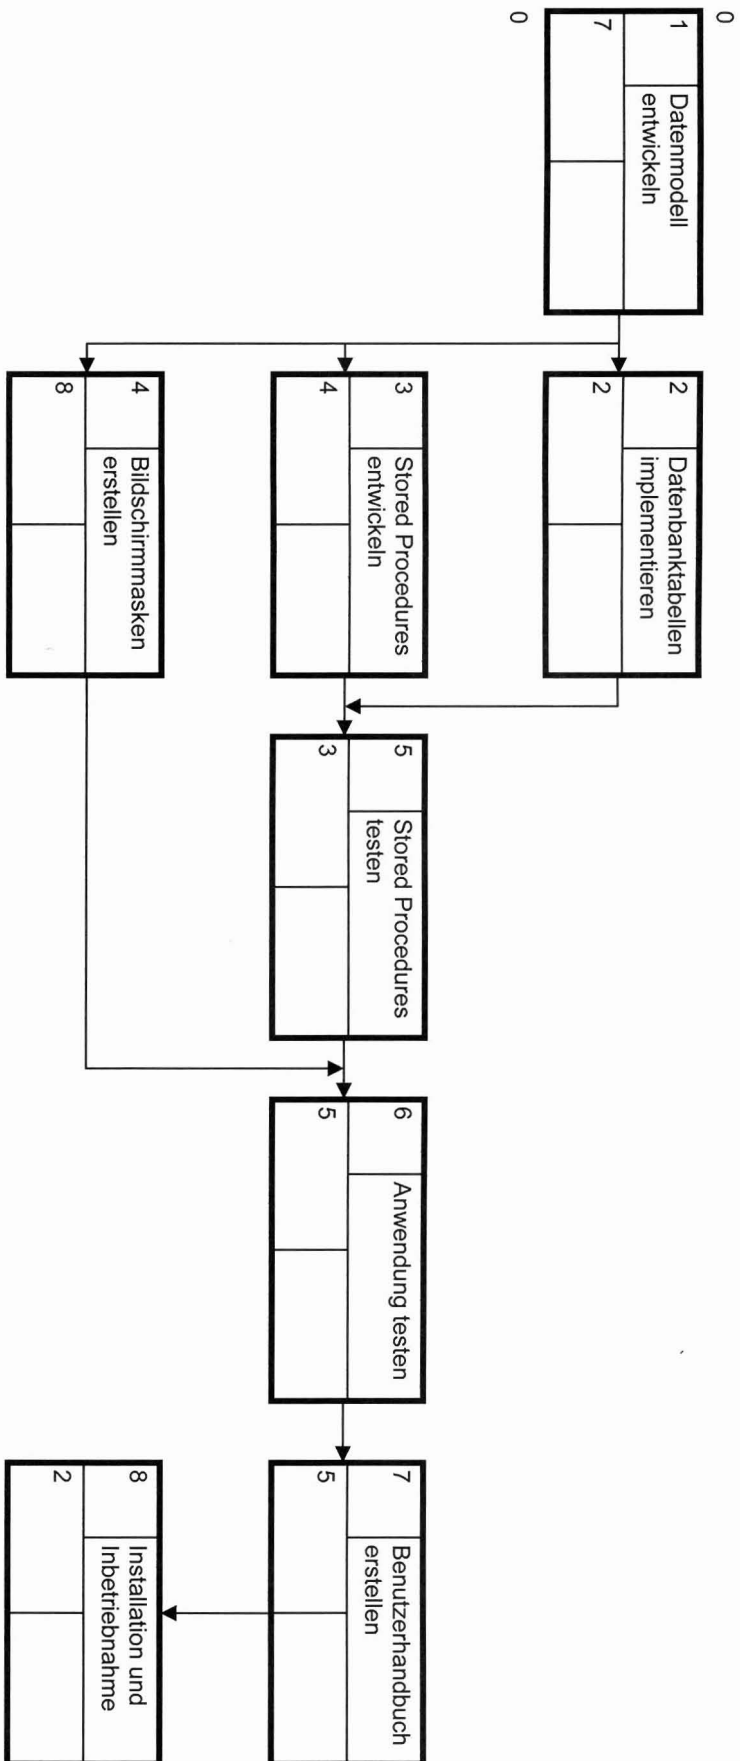 0
1
Datenmodell
entwickeln
7
0
2
Datenbanktabellen
implementieren
2
3
Stored Procedures
entwickeln
4
4
Bildschirmmasken
erstellen
8
5
Stored Procedures
testen
3
6
Anwendung testen
5
7
Benutzerhandbuch
erstellen
5
8
Installation und
Inbetriebnahme
2